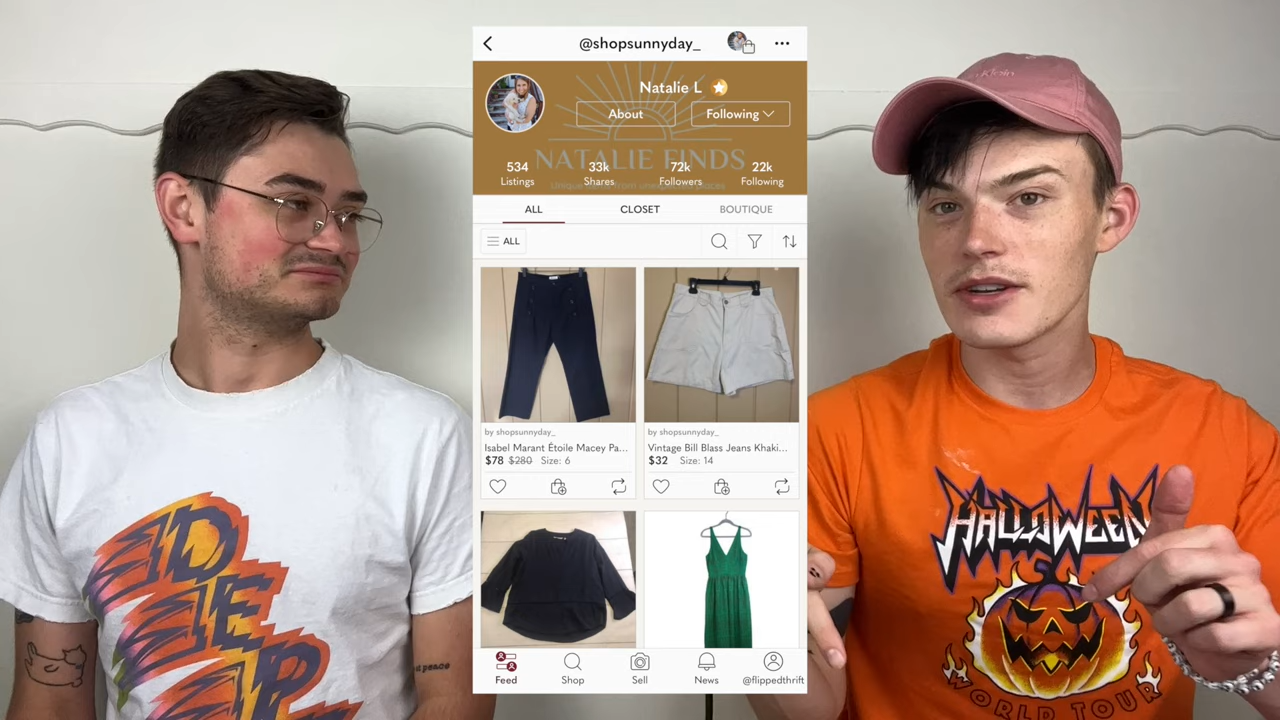 @shopsunnyday_
Natalie L
About
Following
NATALIE FINDS
534
33k
72k
22k
Listings
Shares
Followers
Following
ALL
CLOSET
BOUTIQUE
ALL
by shopsunnyday_
Isabel Marant Étoile Macey Pa...
$78 $280 Size: 6
by shopsunnyday_
Vintage Bill Blass Jeans Khaki...
$32 Size: 14
Feed
Shop
Sell
News
@flippedthrift
HALLOWEEN
WORLD TOUR
peace